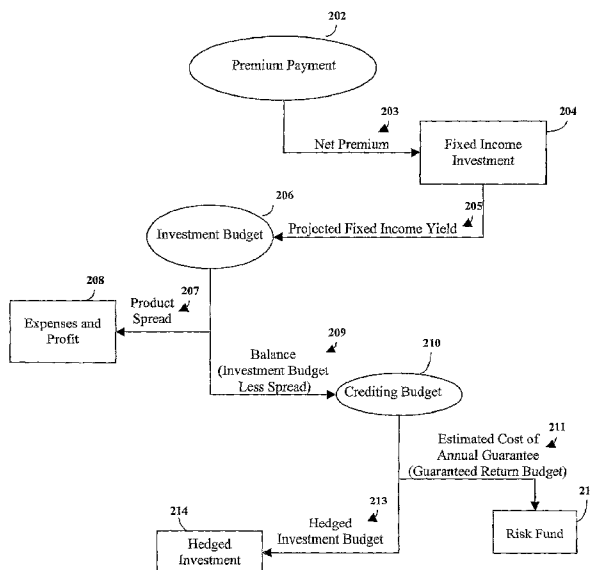 202
Premium Payment
203
204
Net Premium
Fixed Income
Investment
206
205
Investment Budget
Projected Fixed Income Yield
208
207
Product
Spread
Expenses and
Profit
209
210
Balance
(Investment Budget
Less Spread)
Crediting Budget
211
Estimated Cost of
Annual Guarantee
(Guaranteed Return Budget)
21
213
214
Hedged
Investment Budget
Risk Fund
Hedged
Investment